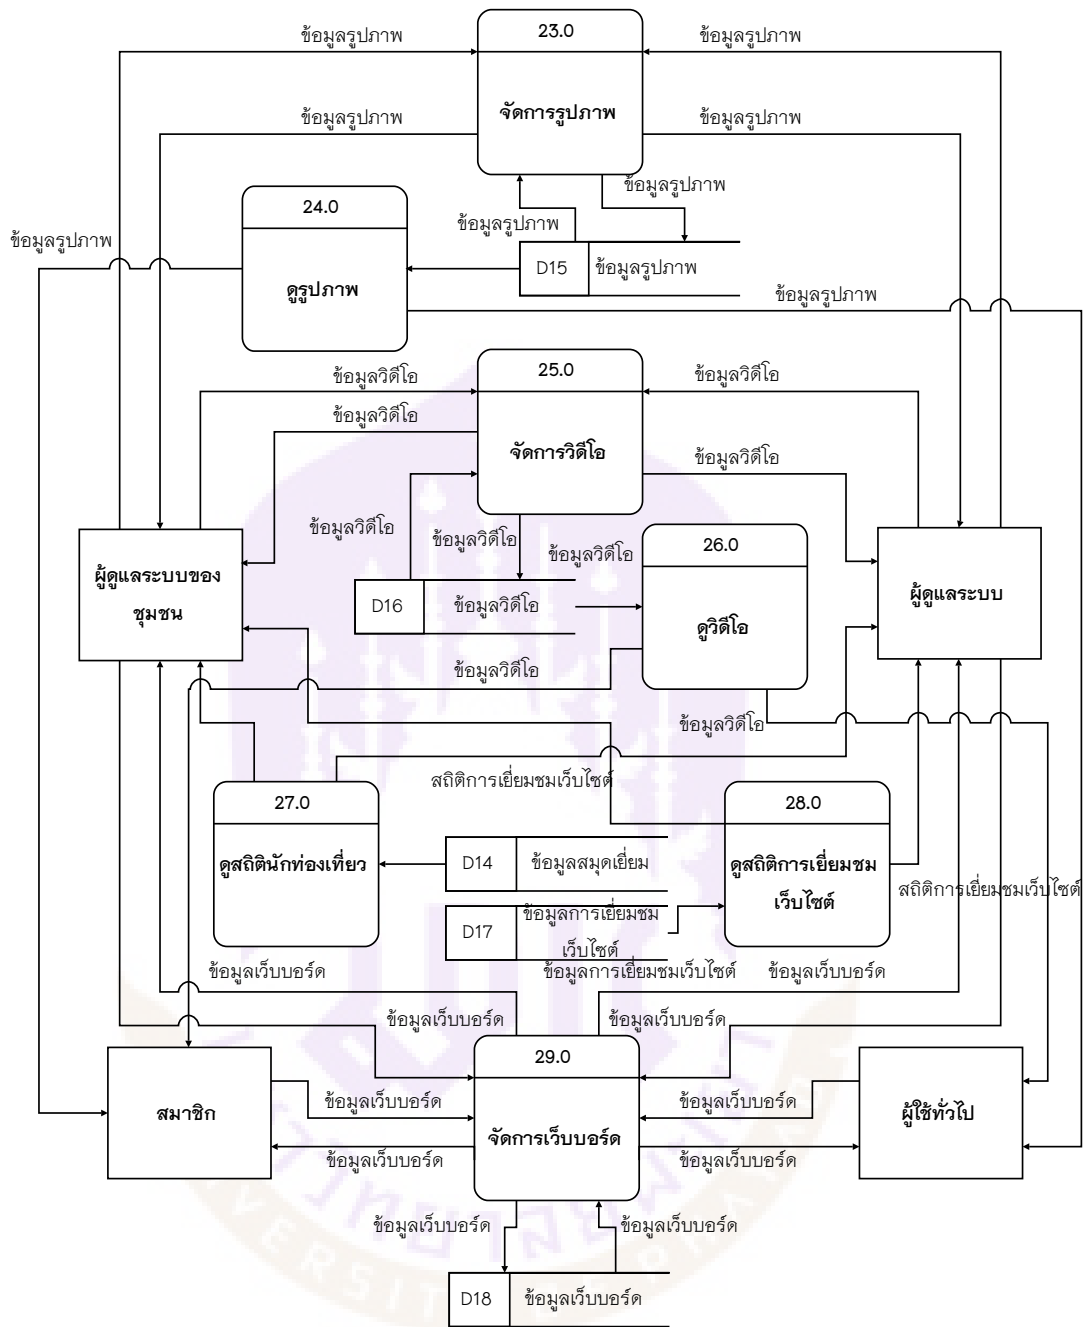 ข้อมูลรูปภาพ
23.0
ข้อมูลรูปภาพ
จัดการรูปภาพ
ข้อมูลรูปภาพ
ข้อมูลรูปภาพ
ข้อมูลรูปภาพ
24.0
ข้อมูลรูปภาพ
ข้อมูลรูปภาพ
D15
ข้อมูลรูปภาพ
ดูรูปภาพ
ข้อมูลรูปภาพ
25.0
ข้อมูลวิดีโอ
ข้อมูลวิดีโอ
ข้อมูลวิดีโอ
จัดการวิดีโอ
ข้อมูลวิดีโอ
ข้อมูลวิดีโอ
ข้อมูลวิดีโอ
ข้อมูลวิดีโอ
26.0
ผู้ดูแลระบบของ
ชุมชน
ผู้ดูแลระบบ
D16
ข้อมูลวิดีโอ
ดูวิดีโอ
ข้อมูลวิดีโอ
ข้อมูลวิดีโอ
สถิติการเยี่ยมชมเว็บไซต์
27.0
28.0
ดูสถิตินักท่องเที่ยว
D14
ข้อมูลสมุดเยี่ยม
ดูสถิติการเยี่ยมชม
เว็บไซต์
สถิติการเยี่ยมชมเว็บไซต์
D17
ข้อมูลการเยี่ยมชม
เว็บไซต์
ข้อมูลเว็บบอร์ด
ข้อมูลการเยี่ยมชมเว็บไซต์
ข้อมูลเว็บบอร์ด
ข้อมูลเว็บบอร์ด
ข้อมูลเว็บบอร์ด
29.0
สมาชิก
ข้อมูลเว็บบอร์ด
จัดการเว็บบอร์ด
ข้อมูลเว็บบอร์ด
ผู้ใช้ทั่วไป
ข้อมูลเว็บบอร์ด
ข้อมูลเว็บบอร์ด
ข้อมูลเว็บบอร์ด
ข้อมูลเว็บบอร์ด
D18
ข้อมูลเว็บบอร์ด